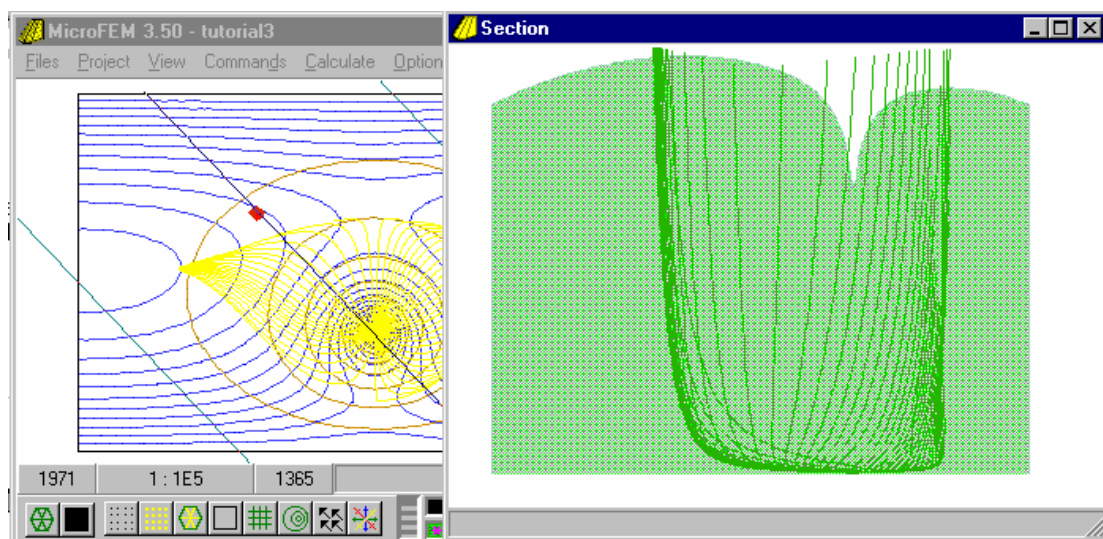 MicroFEM 3.50 - tutorial3
Files Project View Commands Calculate Option
1971 1 : 1E5 1365
Section